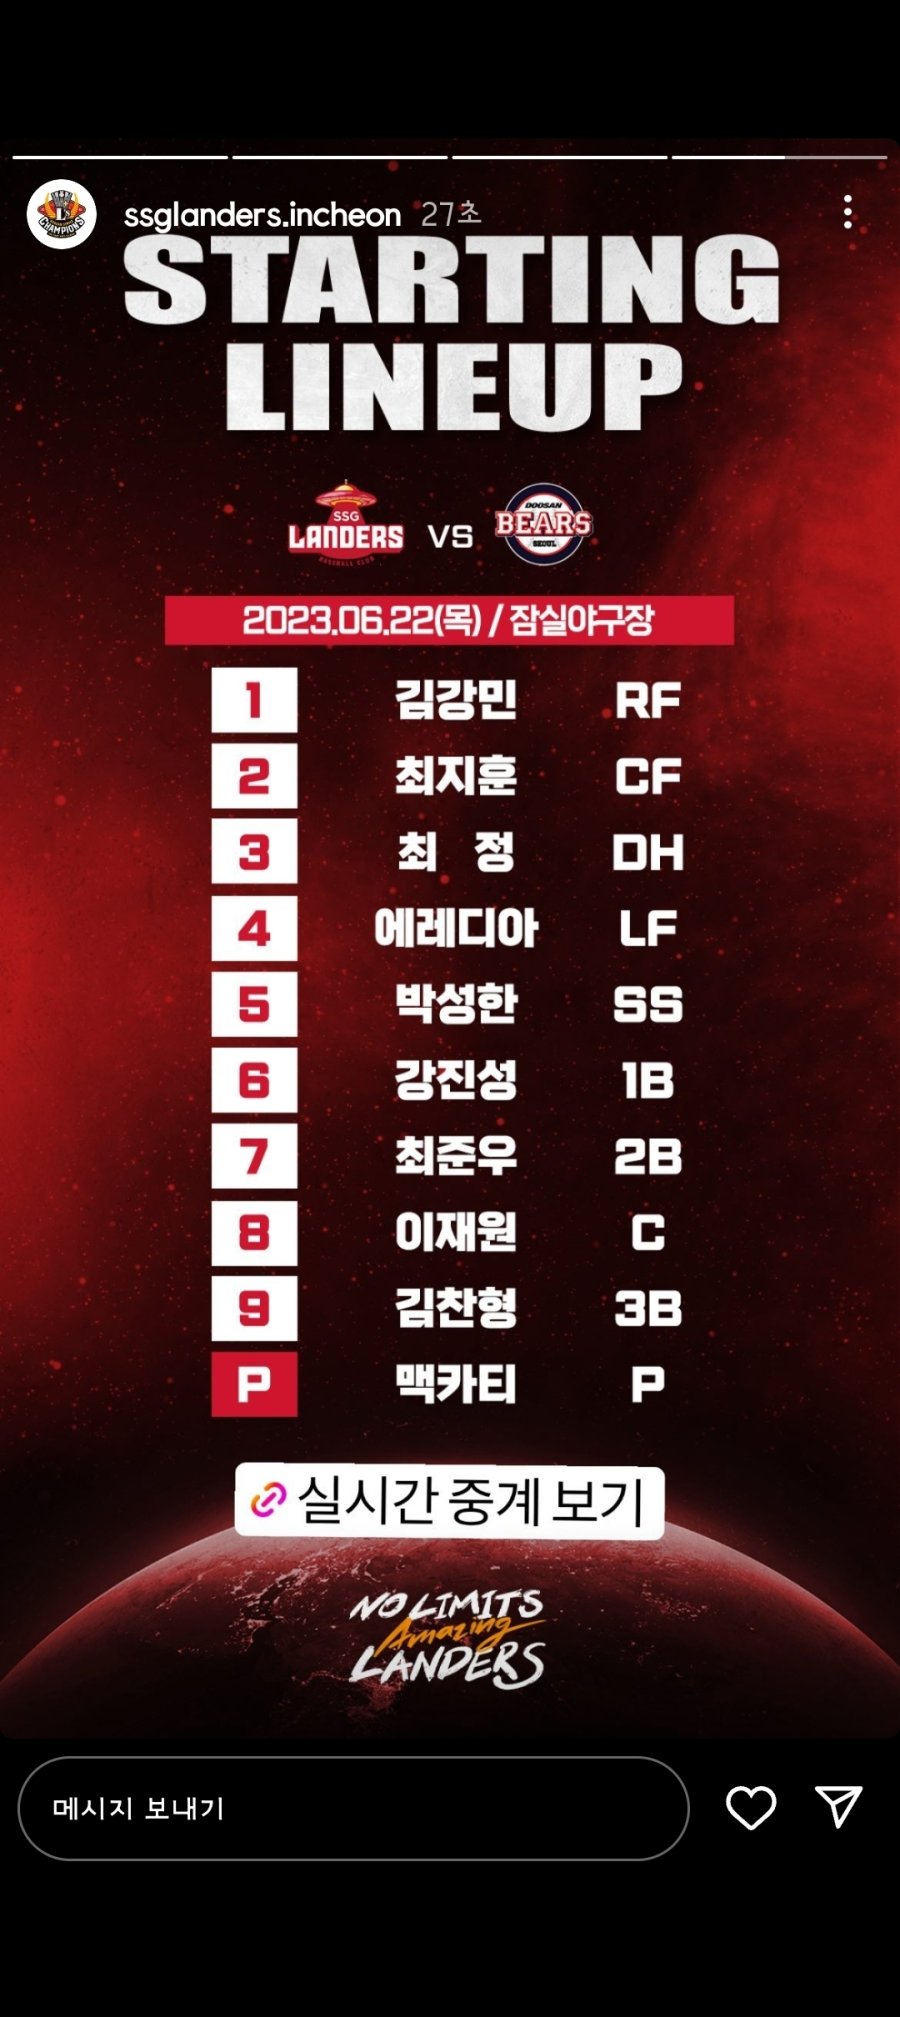 ssglanders.incheon 27초
STARTING
LINEUP
SSG
LANDERS
BASEBALL CLUB
VS
DOOSAN
BEARS
SEOUL
2023.06.22(목) / 잠실야구장
1 김강민 RF
2 최지훈 CF
3 최 정 DH
4 에레디아 LF
5 박성한 SS
6 강진성 1B
7 최준우 2B
8 이재원 C
9 김찬형 3B
P 맥카티 P
실시간 중계 보기
NO LIMITS
Amazing
LANDERS
메시지 보내기